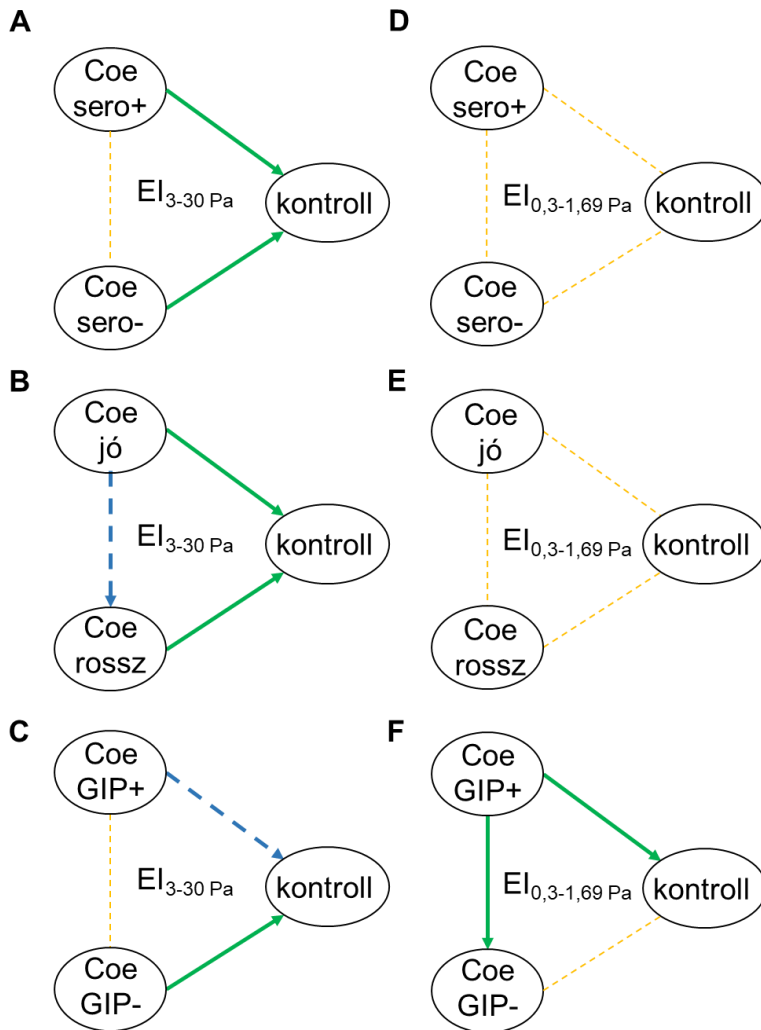 A
Coe
sero+
EI3-30 Pa
kontroll
Coe
sero-
D
Coe
sero+
EI0,3-1,69 Pa
kontroll
Coe
sero-
B
Coe
jó
EI3-30 Pa
kontroll
Coe
rossz
E
Coe
jó
EI0,3-1,69 Pa
kontroll
Coe
rossz
C
Coe
GIP+
EI3-30 Pa
kontroll
Coe
GIP-
F
Coe
GIP+
EI0,3-1,69 Pa
kontroll
Coe
GIP-